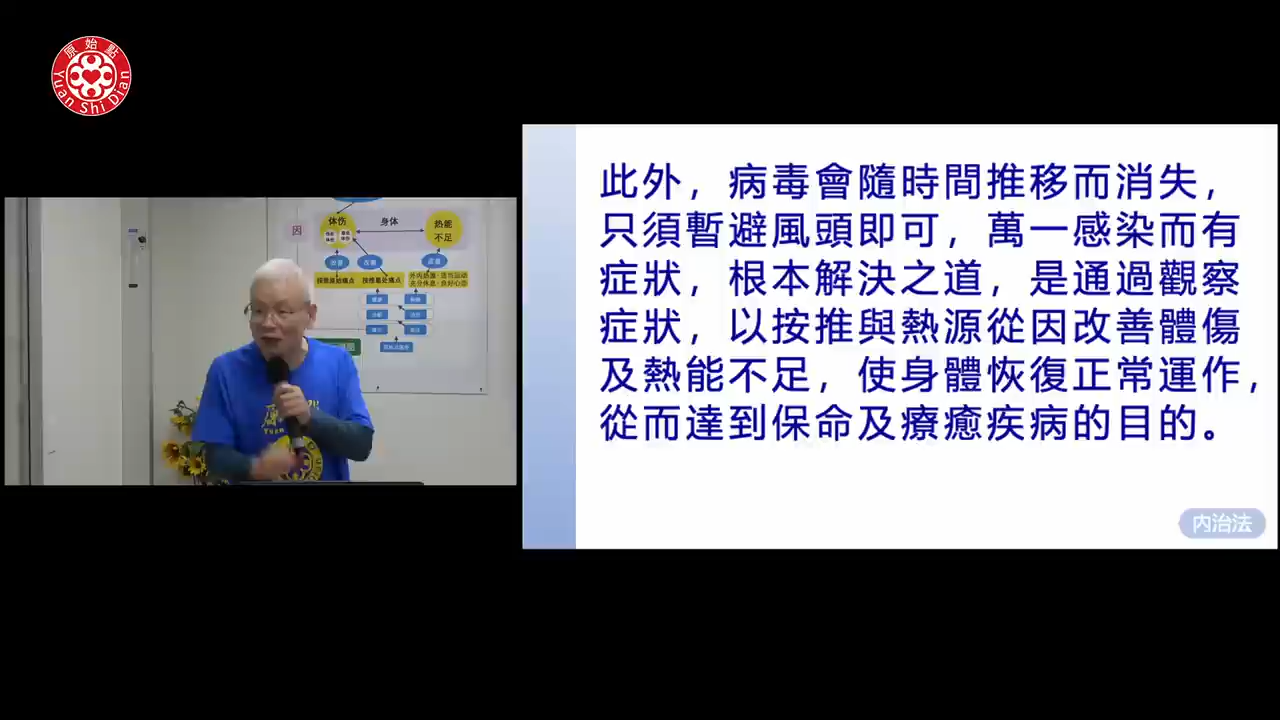 原始點
Yuan Shi Dian
此外，病毒會隨時間推移而消失，
只須暫避風頭即可，萬一感染而有
症狀，根本解決之道，是通過觀察
症狀，以按推與熱源從因改善體傷
及熱能不足，使身體恢復正常運作，
從而達到保命及療癒疾病的目的。
内治法
因
体伤
身体
热能
不足